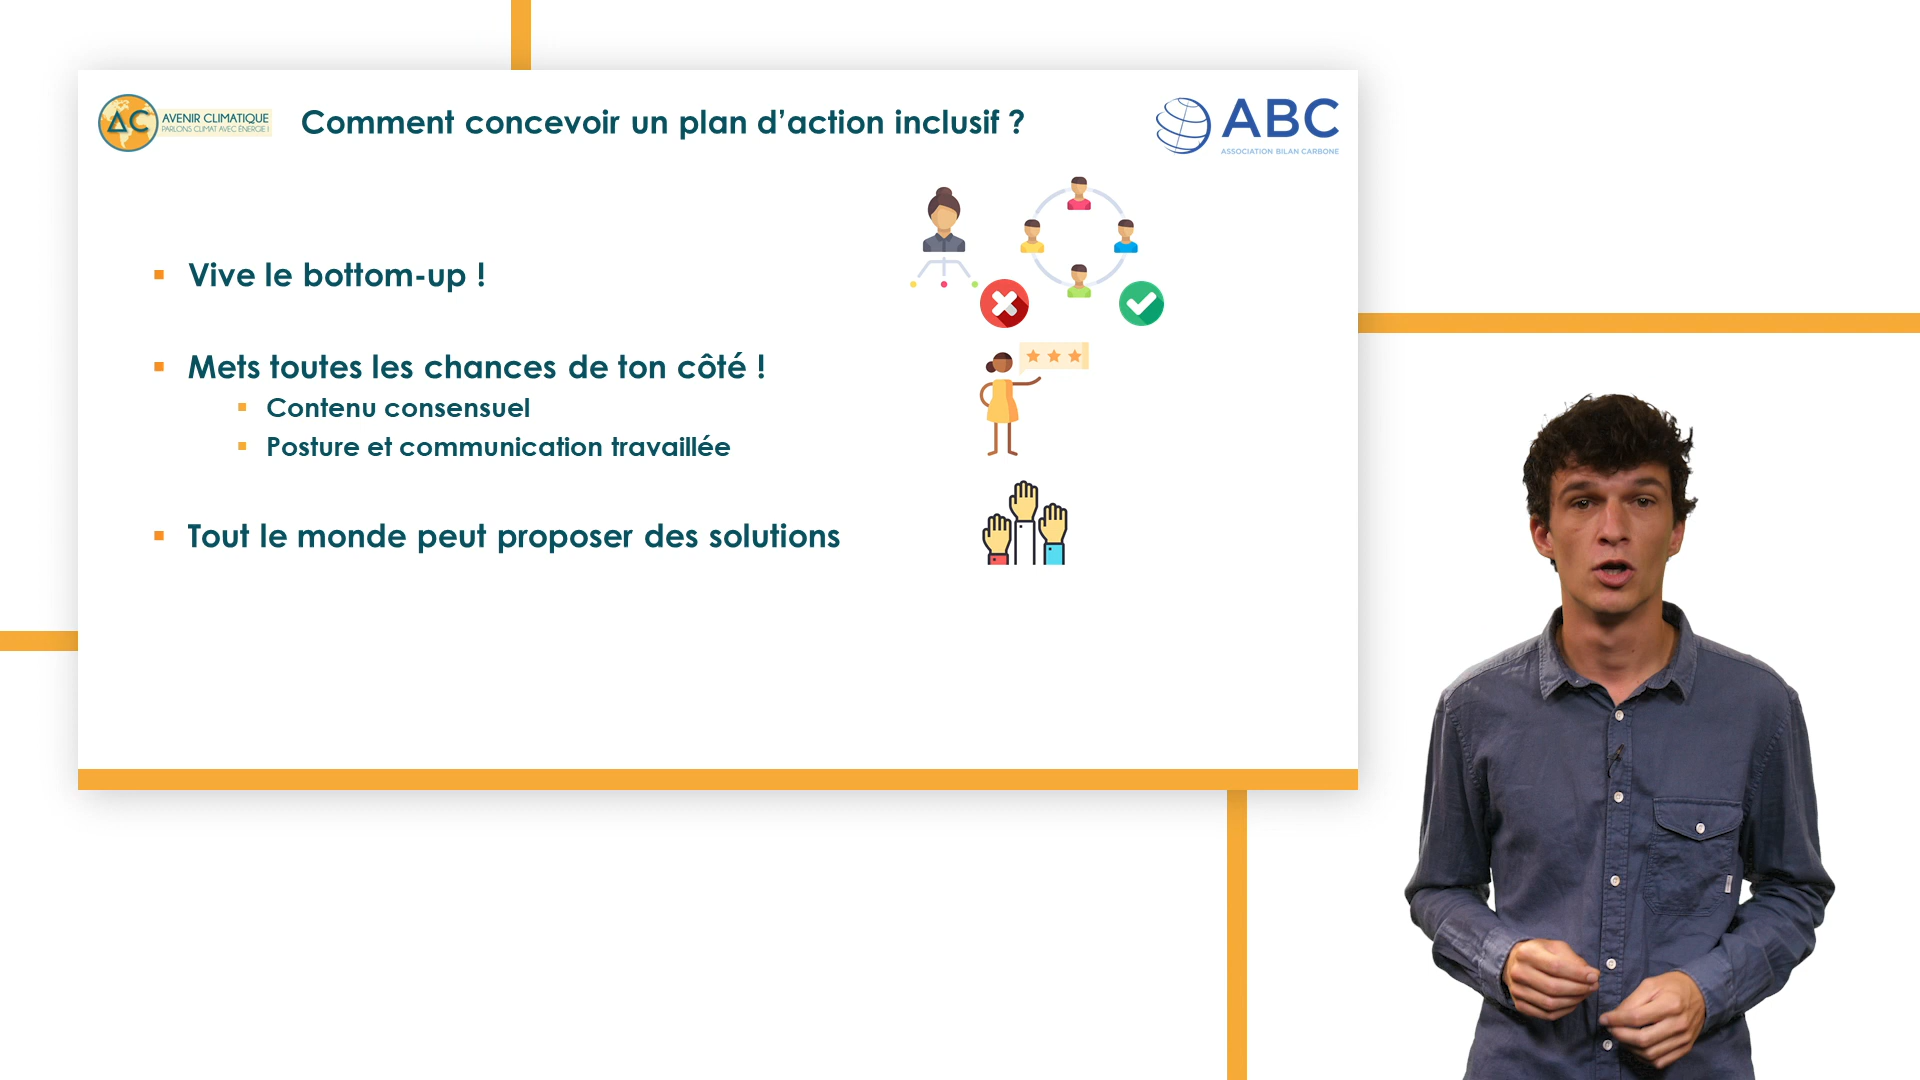 AC
AVENIR CLIMATIQUE
PARLONS CLIMAT AVEC ÉNERGIE !
Comment concevoir un plan d’action inclusif ?
ABC
ASSOCIATION BILAN CARBONE
Vive le bottom-up !
Mets toutes les chances de ton côté !
Contenu consensuel
Posture et communication travaillée
Tout le monde peut proposer des solutions